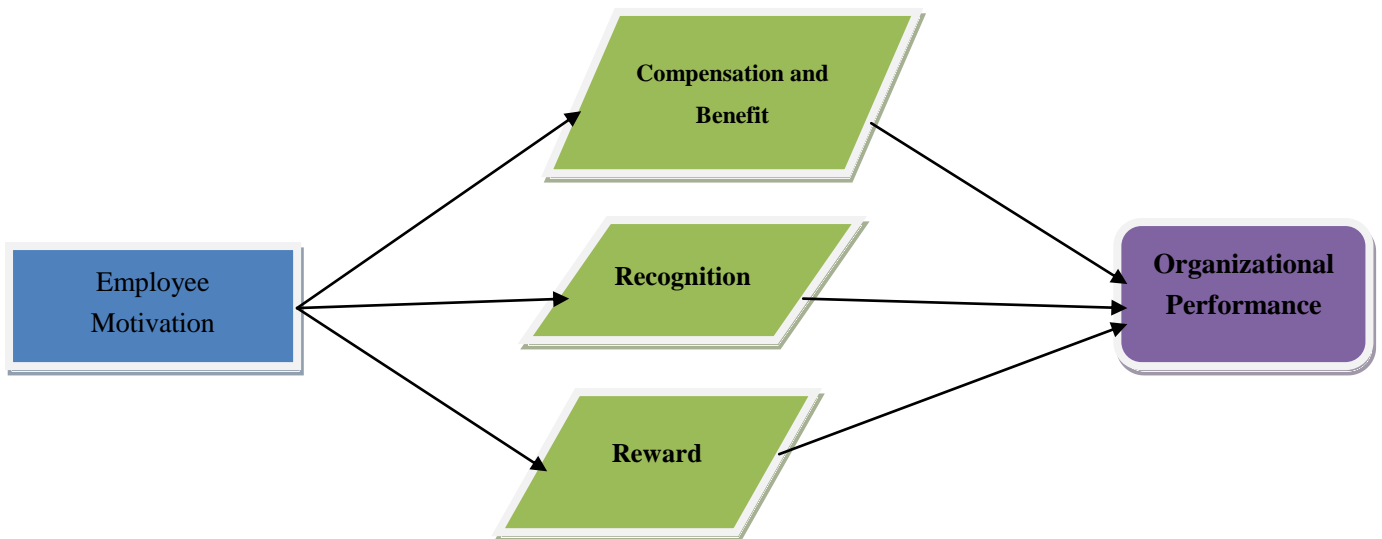 Compensation and
Benefit
Employee
Motivation
Recognition
Organizational
Performance
Reward